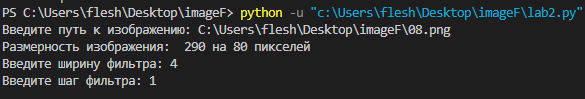 PS C:\Users\flesh\Desktop\imageF> python -u "c:\Users\flesh\Desktop\imageF\lab2.py"
Введите путь к изображению: C:\Users\flesh\Desktop\imageF\08.png
Размерность изображения:  290 на 80 пикселей
Введите ширину фильтра: 4
Введите шаг фильтра: 1